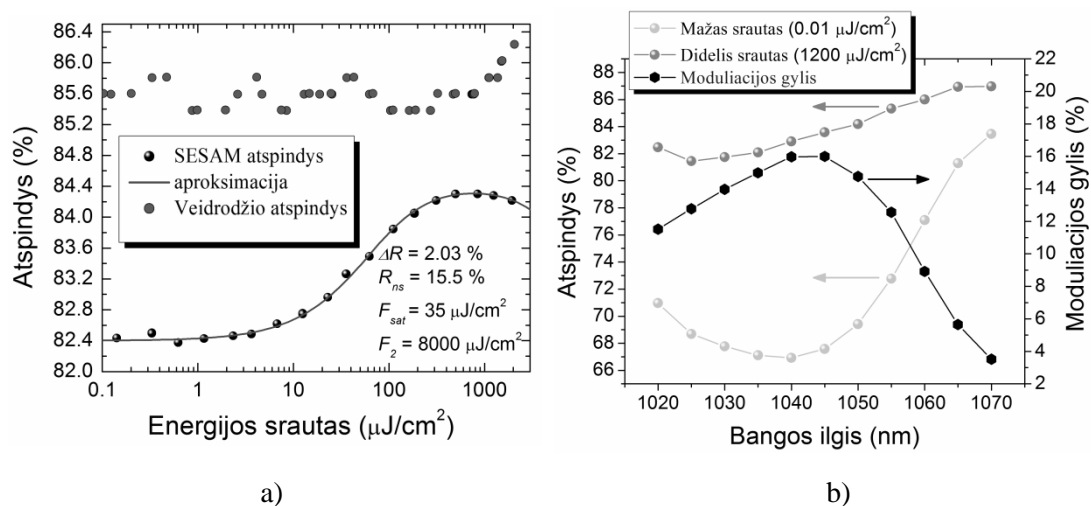 a)
Atspindys (%)
86.4
86.0
85.6
85.2
84.8
84.4
84.0
83.6
83.2
82.8
82.4
82.0
SESAM atspindys
aproksimacija
Veidrodžio atspindys
ΔR = 2.03 %
R_ns = 15.5 %
F_sat = 35 μJ/cm²
F_2 = 8000 μJ/cm²
0.1 1 10 100 1000
Energijos srautas (μJ/cm²)
b)
Mažas srautas (0.01 μJ/cm²)
Didelis srautas (1200 μJ/cm²)
Moduliacijos gylis
Atspindys (%)
88
86
84
82
80
78
76
74
72
70
68
66
22
20
18
16
14
12
10
8
6
4
2
Moduliacijos gylis (%)
1020 1030 1040 1050 1060 1070
Bangos ilgis (nm)
a)
b)